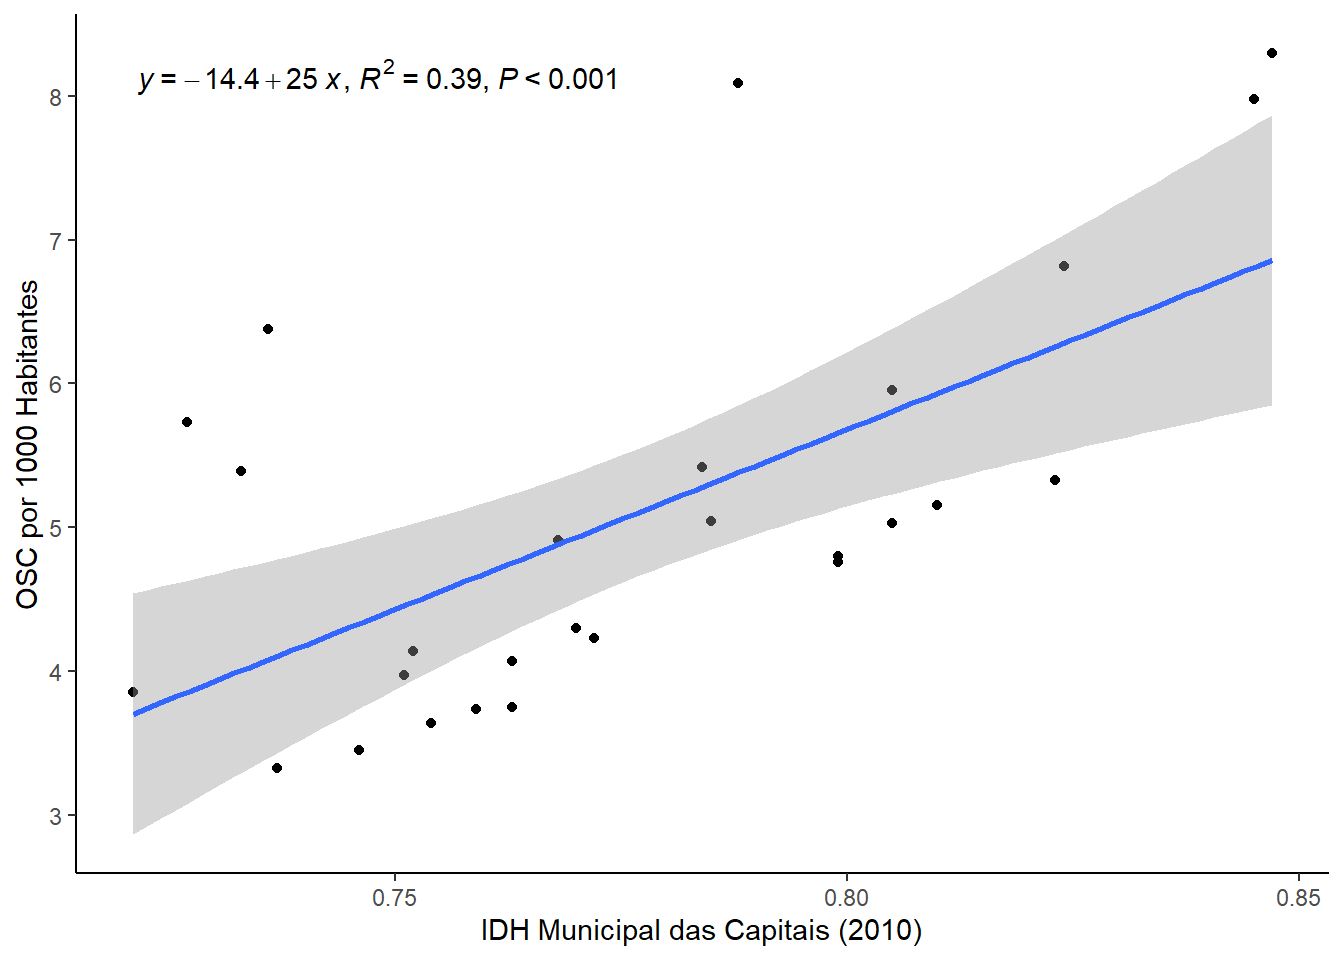 y = − 14.4 + 25 x, R² = 0.39, P < 0.001
8
7
6
5
4
3
OSC por 1000 Habitantes
0.75 0.80 0.85
IDH Municipal das Capitais (2010)